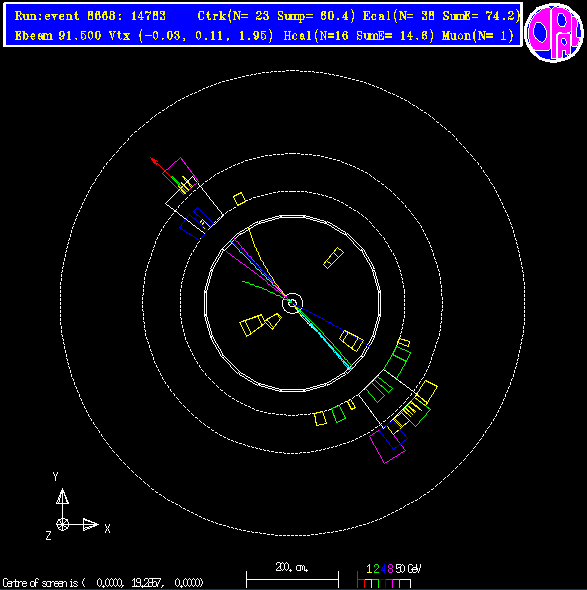 Run:event 8668: 14783 Ctrk(N= 23 Sump= 80.4) Ecal(N= 38 SumE= 74.2)
Ebeam 91.500 Vtx (-0.03, 0.11, 1.95) Hcal(N=16 SumE= 14.6) Muon(N= 1)
OPAL
Y
X
Z
200. cm.
1 2 4 8 50 GeV
Centre of screen is ( 0.0000, 19.2857, 0.0000)